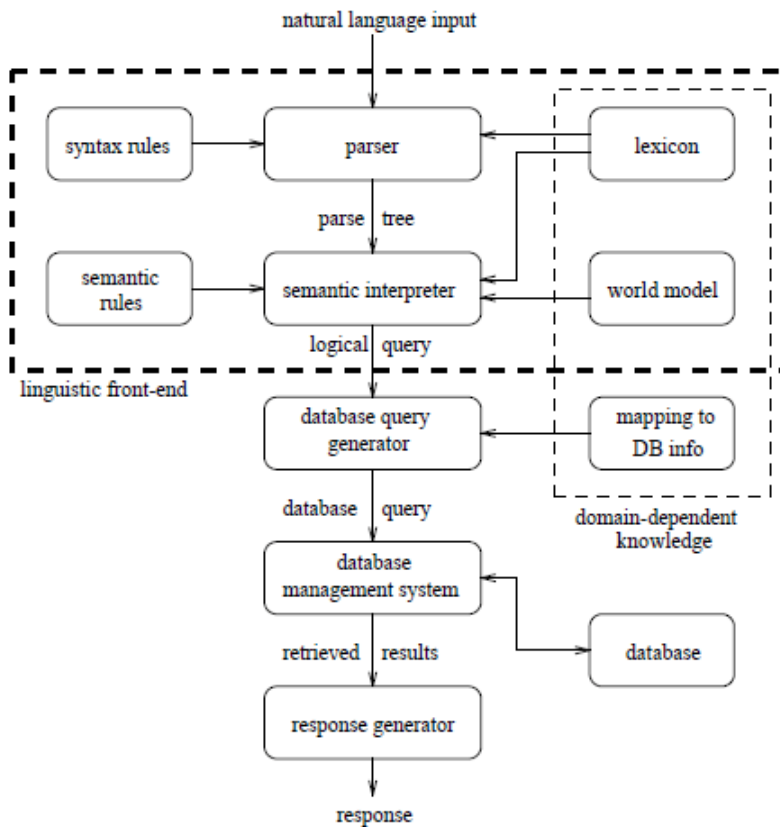 natural language input
syntax rules
parser
lexicon
parse tree
semantic
rules
semantic interpreter
world model
logical query
linguistic front-end
database query
generator
mapping to
DB info
database query
domain-dependent
knowledge
database
management system
retrieved results
database
response generator
response